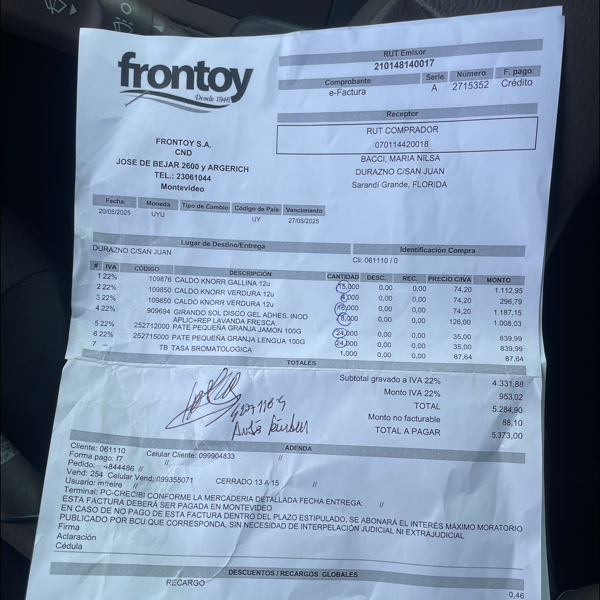 frontoy
Desde 1946
FRONTOY S.A.
CND
JOSE DE BEJAR 2600 y ARGERICH
TEL.: 23061044
Montevideo
RUT Emisor
210148140017
Comprobante Serie Número F. pago
e-Factura A 2715352 Crédito
Receptor
RUT COMPRADOR
070114420018
BACCI, MARIA NILSA
DURAZNO C/SAN JUAN
Sarandí Grande, FLORIDA
Fecha Moneda Tipo de Cambio Código de País Vencimiento
20/05/2025 UYU UY 27/05/2025
Lugar de Destino/Entrega Identificación Compra
DURAZNO C/SAN JUAN Cli: 061110 / 0
# IVA CÓDIGO DESCRIPCIÓN CANTIDAD DESC. REC. PRECIO C/IVA MONTO
1 22% 109876 CALDO KNORR GALLINA 12u 15,000 0,00 0,00 74,20 1.112,95
2 22% 109850 CALDO KNORR VERDURA 12u 4,000 0,00 0,00 74,20 296,79
3 22% 109850 CALDO KNORR VERDURA 12u 16,000 0,00 0,00 74,20 1.187,15
4 22% 909694 GIRANDO SOL DISCO GEL ADHES. INOD 8,000 0,00 0,00 126,00 1.008,03
APLIC+REP LAVANDA FRESCA
5 22% 252712000 PATE PEQUEÑA GRANJA JAMON 100G 24,000 0,00 0,00 35,00 839,99
6 22% 252715000 PATE PEQUEÑA GRANJA LENGUA 100G 24,000 0,00 0,00 35,00 839,99
7 -- TB TASA BROMATOLOGICA 1,000 0,00 0,00 87,64 87,64
TOTALES
Subtotal gravado a IVA 22% 4.331,88
Monto IVA 22% 953,02
TOTAL 5.284,90
Monto no facturable 88,10
TOTAL A PAGAR 5.373,00
ADENDA
Cliente: 061110 Celular Cliente: 099904833 //
Forma pago: f7 //
Pedido: 4844486 //
Vend: 254 Celular Vend: 099355071 CERRADO 13 A 15 //
Usuario: mfreire //
Terminal: PC-CRECIBI CONFORME LA MERCADERIA DETALLADA FECHA ENTREGA: //
ESTA FACTURA DEBERÁ SER PAGADA EN MONTEVIDEO
EN CASO DE NO PAGO DE ESTA FACTURA DENTRO DEL PLAZO ESTIPULADO, SE ABONARÁ EL INTERÉS MÁXIMO MORATORIO
PUBLICADO POR BCU QUE CORRESPONDA, SIN NECESIDAD DE INTERPELACIÓN JUDICIAL NI EXTRAJUDICIAL
Firma
Aclaración
Cédula
DESCUENTOS / RECARGOS GLOBALES
RECARGO 0,46